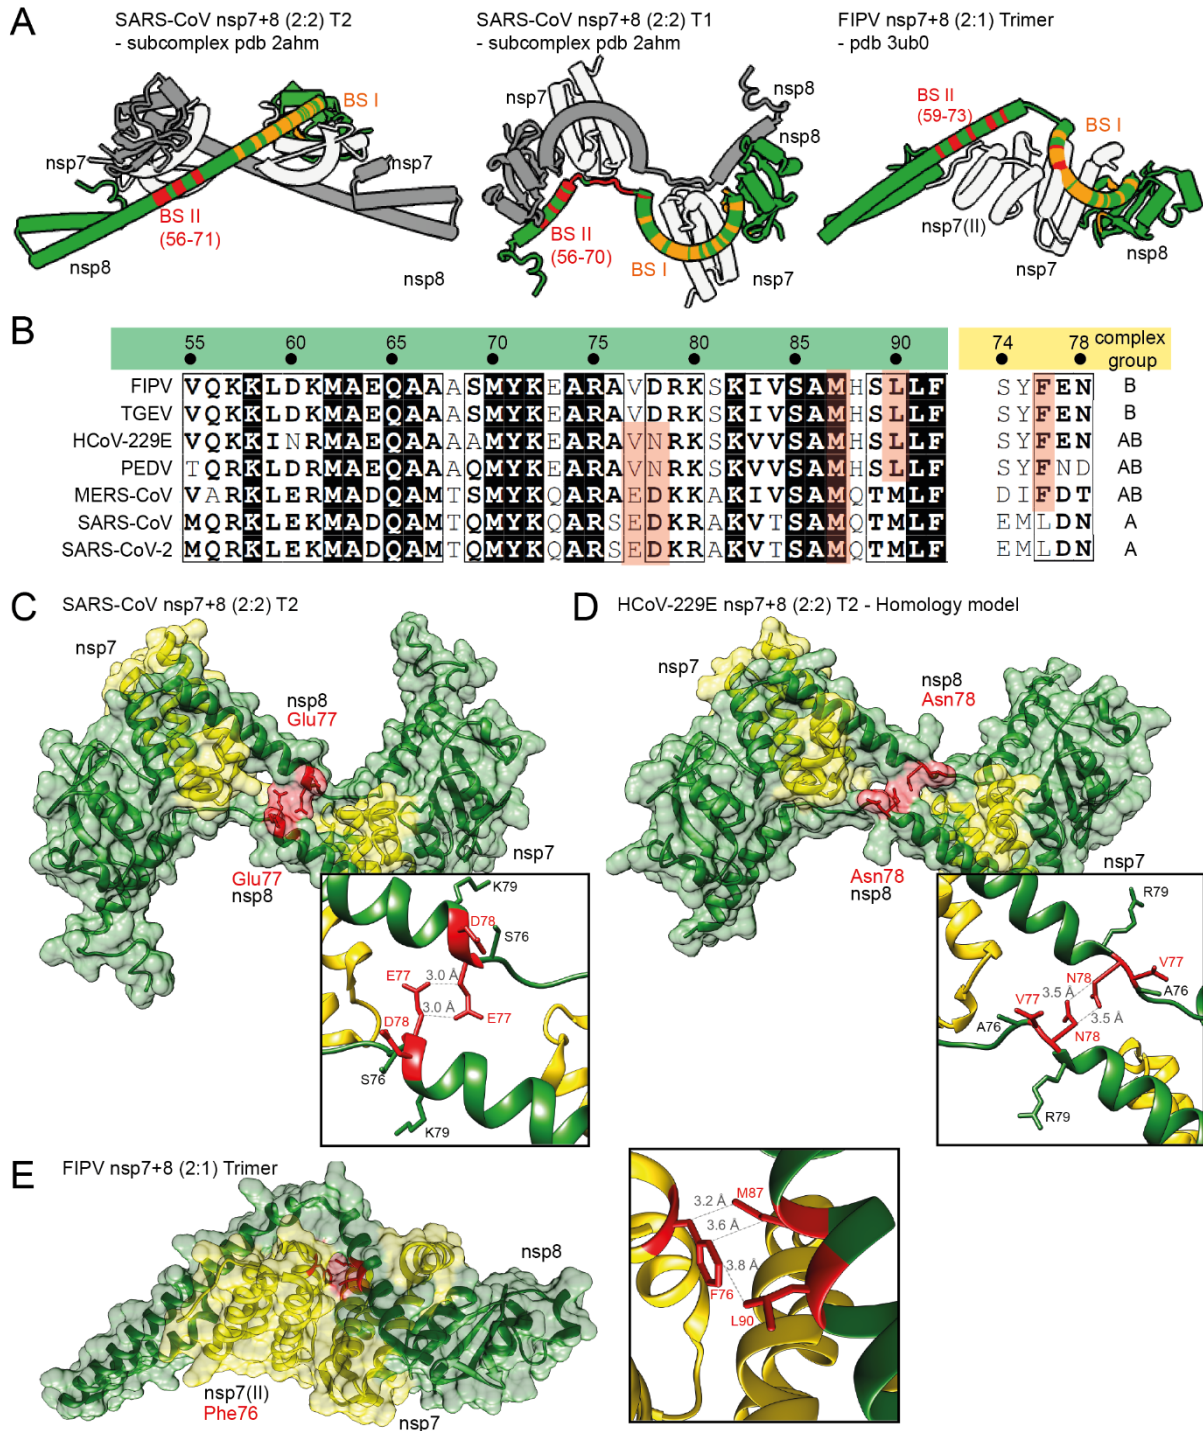 A
SARS-CoV nsp7+8 (2:2) T2
- subcomplex pdb 2ahm
SARS-CoV nsp7+8 (2:2) T1
- subcomplex pdb 2ahm
FIPV nsp7+8 (2:1) Trimer
- pdb 3ub0
BS I
nsp7
nsp7
BS II
(56-71)
nsp8
nsp8
nsp7
nsp8
nsp8
BS II
(56-70)
BS I
nsp7
BS II
(59-73)
BS I
nsp7(II)
nsp8
nsp7
B
55 60 65 70 75 80 85 90 74 78 complex group
FIPV VQKKLDKMAEQAAASMYKEARAVDRKSKIVSAMHSLLF SYFEN B
TGEV VQKKLDKMAEQAAASMYKEARAVDRKSKIVSAMHSLLF SYFEN B
HCoV-229E VQKKINRMAEQAAAAMYKEARAVNRKSKVVSAMHSLLF SYFEN AB
PEDV TQRKLDRMAEQAAAAMYKEARAVNRKSKVVSAMHSLLF SYFND AB
MERS-CoV VARKLERMADQAMTSMYKQARAEDKKAKIVSAMQTMLF DIFDT AB
SARS-CoV MQRKLEKMADQAMTQMYKQARSEDKRAKVTSAMQTMLF EMLDN A
SARS-CoV-2 MQRKLEKMADQAMTQMYKQARSEDKRAKVTSAMQTMLF EMLDN A
C
SARS-CoV nsp7+8 (2:2) T2
nsp7
nsp8
Glu77
Glu77
nsp8
nsp7
K79
D78
S76
3.0 Å
E77
3.0 Å
E77
D78
S76
K79
D
HCoV-229E nsp7+8 (2:2) T2 - Homology model
nsp7
nsp8
Asn78
Asn78
nsp8
nsp7
R79
V77
N78
A76
3.5 Å
V77
3.5 Å
A76
N78
R79
E
FIPV nsp7+8 (2:1) Trimer
nsp8
nsp7(II)
Phe76
nsp7
M87
3.2 Å
3.6 Å
3.8 Å
F76
L90